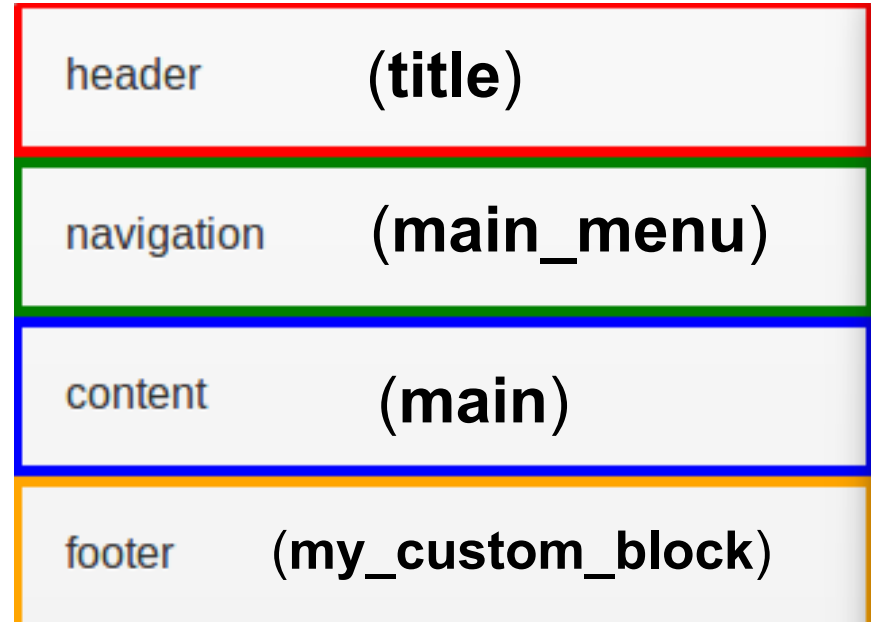 header (title)
navigation (main_menu)
content (main)
footer (my_custom_block)